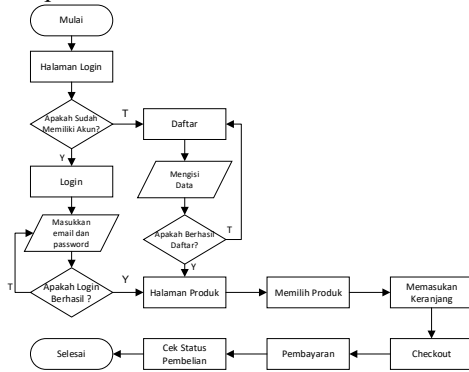 Mulai
Halaman Login
Apakah Sudah
Memiliki Akun?
T
Daftar
Y
Login
Mengisi
Data
Masukkan
email dan
password
Apakah Berhasil
Daftar?
T
Y
T
Apakah Login
Berhasil ?
Y
Halaman Produk
Memilih Produk
Memasukan
Keranjang
Selesai
Cek Status
Pembelian
Pembayaran
Checkout